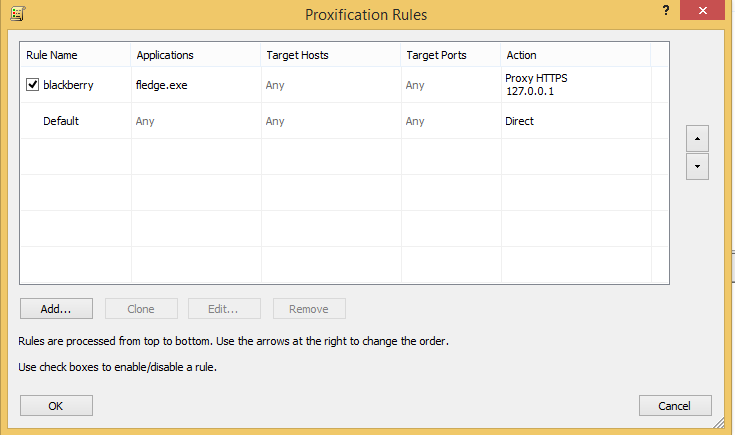 Proxification Rules
?
Rule Name Applications Target Hosts Target Ports Action
blackberry fledge.exe Any Any Proxy HTTPS
127.0.0.1
Default Any Any Any Direct
Add... Clone Edit... Remove
Rules are processed from top to bottom. Use the arrows at the right to change the order.
Use check boxes to enable/disable a rule.
OK Cancel